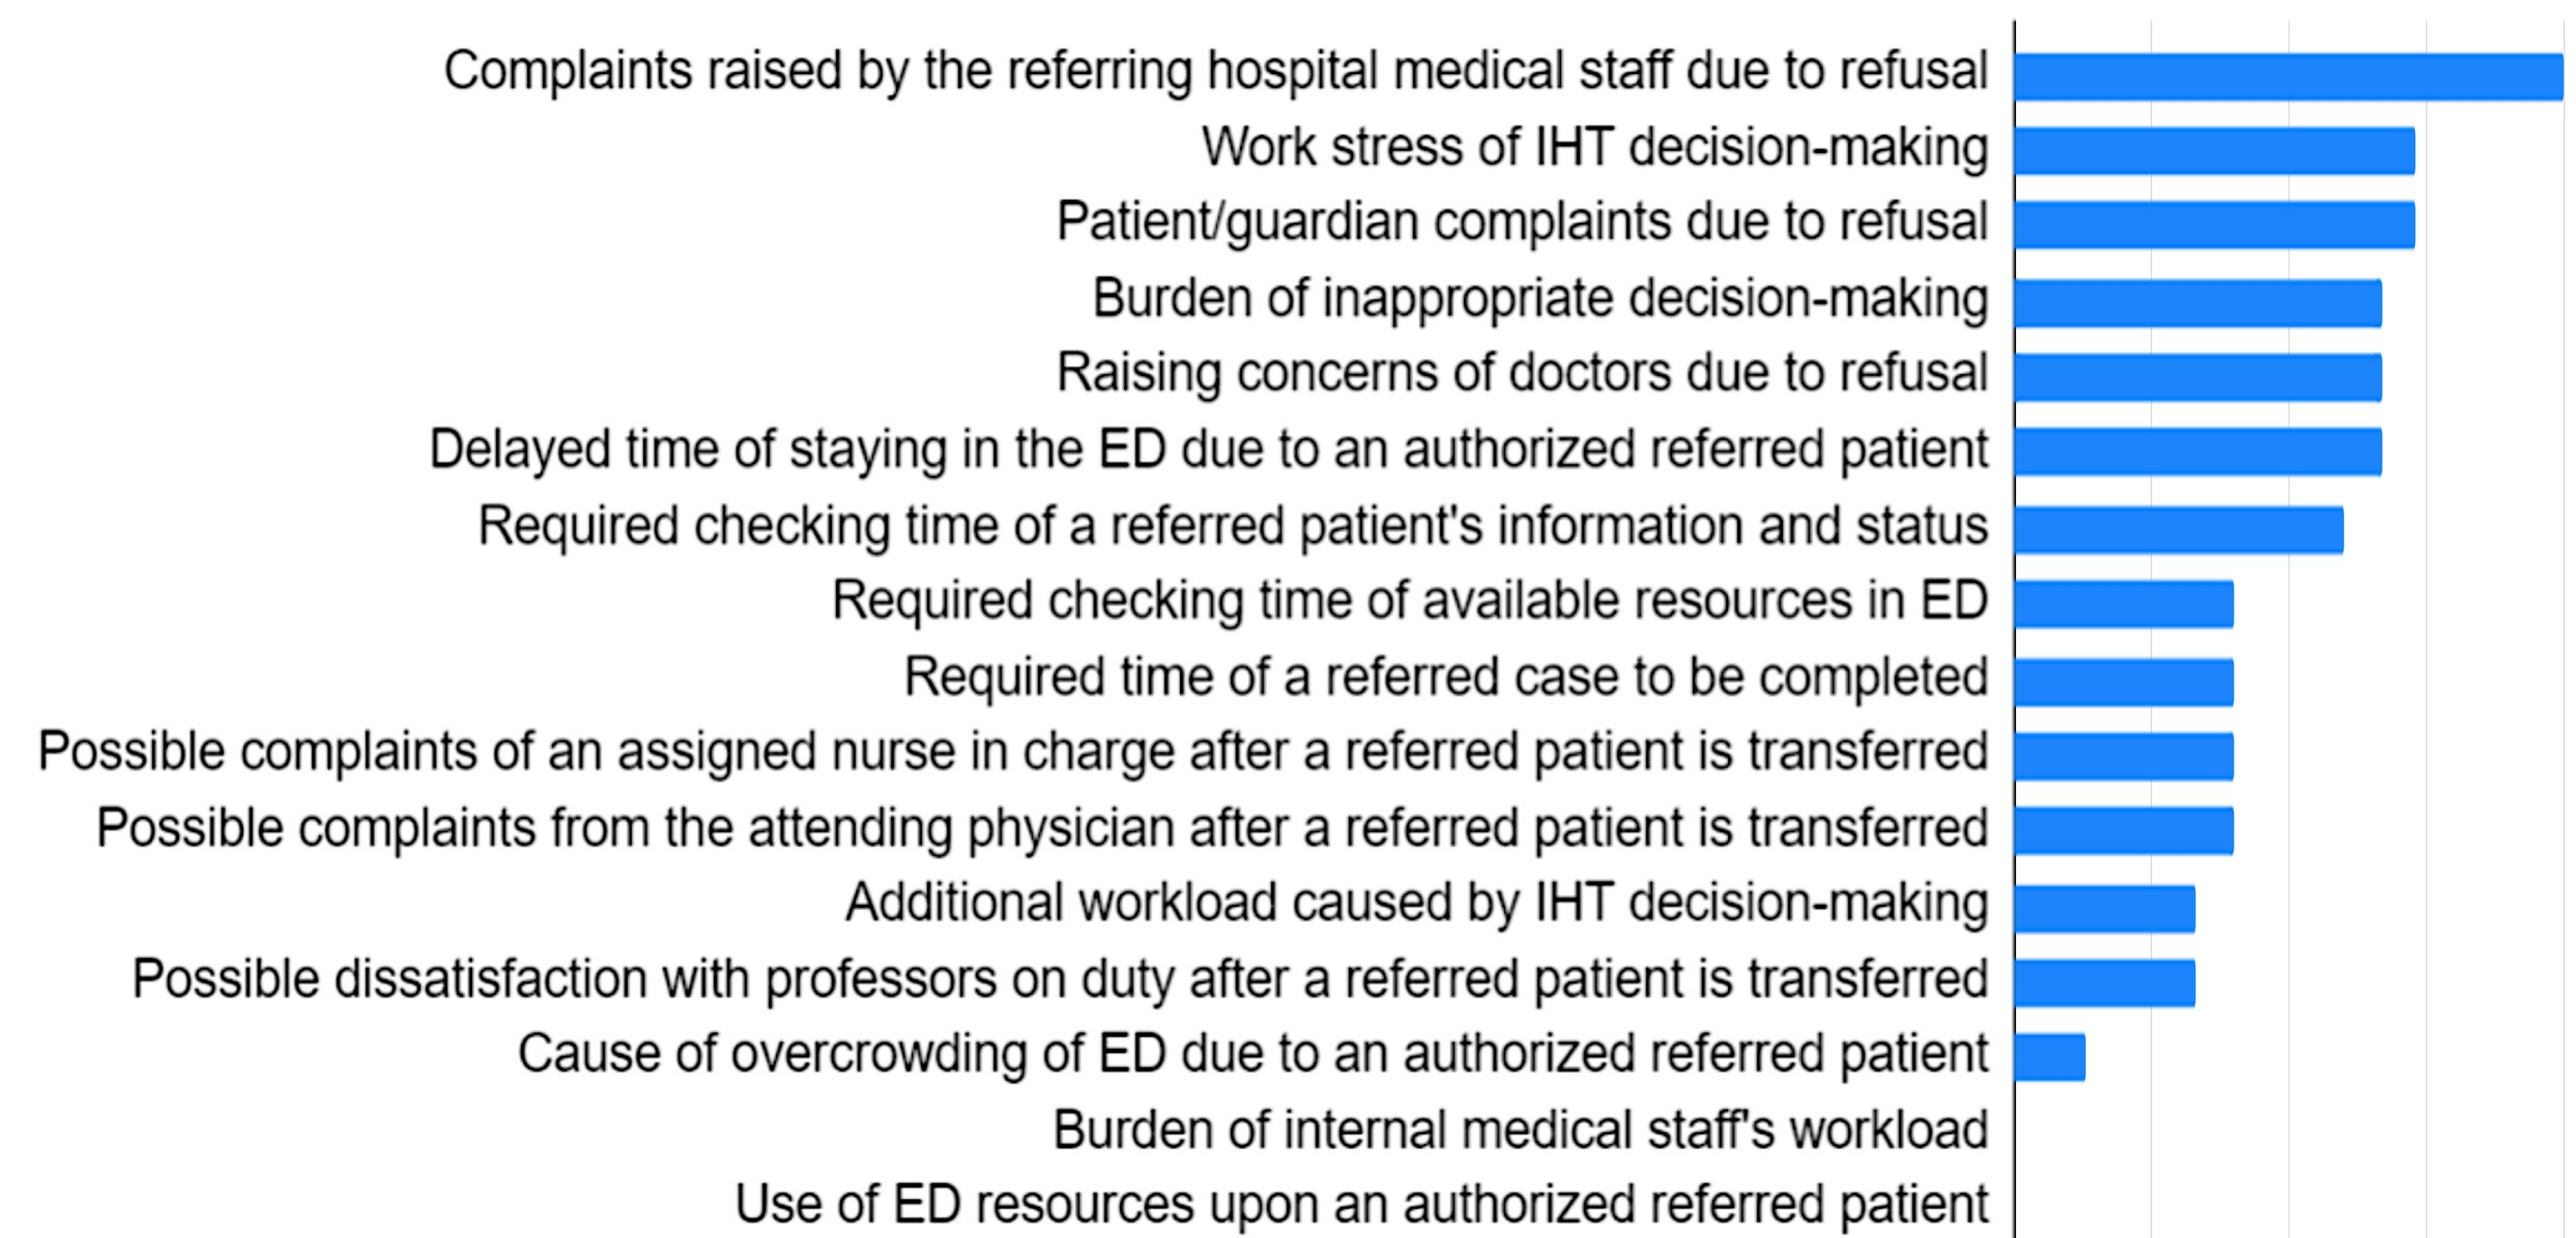 Complaints raised by the referring hospital medical staff due to refusal
Work stress of IHT decision-making
Patient/guardian complaints due to refusal
Burden of inappropriate decision-making
Raising concerns of doctors due to refusal
Delayed time of staying in the ED due to an authorized referred patient
Required checking time of a referred patient's information and status
Required checking time of available resources in ED
Required time of a referred case to be completed
Possible complaints of an assigned nurse in charge after a referred patient is transferred
Possible complaints from the attending physician after a referred patient is transferred
Additional workload caused by IHT decision-making
Possible dissatisfaction with professors on duty after a referred patient is transferred
Cause of overcrowding of ED due to an authorized referred patient
Burden of internal medical staff's workload
Use of ED resources upon an authorized referred patient